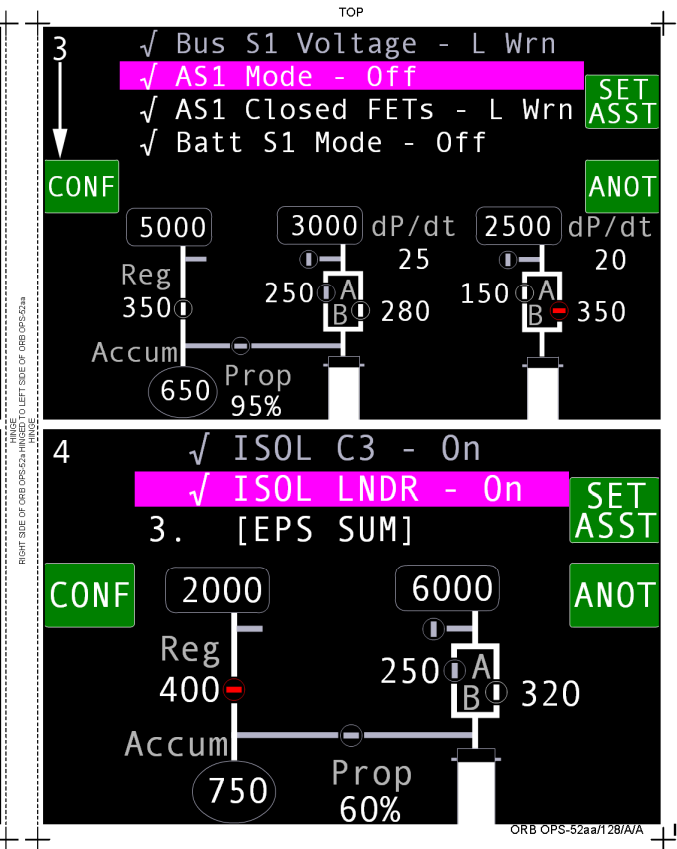 TOP
3
√ Bus S1 Voltage - L Wrn
√ AS1 Mode - Off
√ AS1 Closed FETs - L Wrn
√ Batt S1 Mode - Off
SET
ASST
CONF
ANOT
5000
3000
dP/dt
2500
dP/dt
Reg
25
20
350
250
A
B
280
150
A
B
350
Accum
650
Prop
95%
HINGE
RIGHT SIDE OF ORB OPS-52a HINGED TO LEFT SIDE OF ORB OPS-52aa
HINGE
4
√ ISOL C3 - On
√ ISOL LNDR - On
3. [EPS SUM]
SET
ASST
CONF
ANOT
2000
6000
Reg
400
250
A
B
320
Accum
750
Prop
60%
ORB OPS-52aa/128/A/A